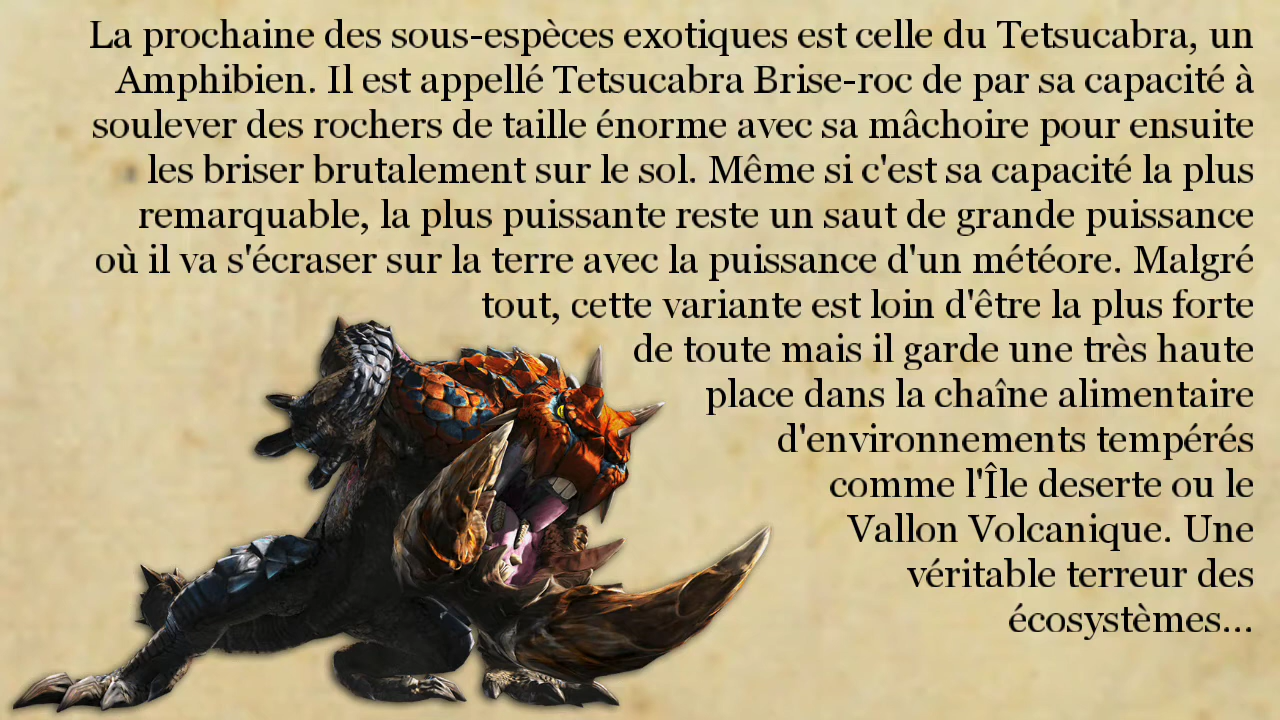 La prochaine des sous-espèces exotiques est celle du Tetsucabra, un
Amphibien. Il est appellé Tetsucabra Brise-roc de par sa capacité à
soulever des rochers de taille énorme avec sa mâchoire pour ensuite
les briser brutalement sur le sol. Même si c'est sa capacité la plus
remarquable, la plus puissante reste un saut de grande puissance
où il va s'écraser sur la terre avec la puissance d'un météore. Malgré
tout, cette variante est loin d'être la plus forte
de toute mais il garde une très haute
place dans la chaîne alimentaire
d'environnements tempérés
comme l'Île deserte ou le
Vallon Volcanique. Une
véritable terreur des
écosystèmes...